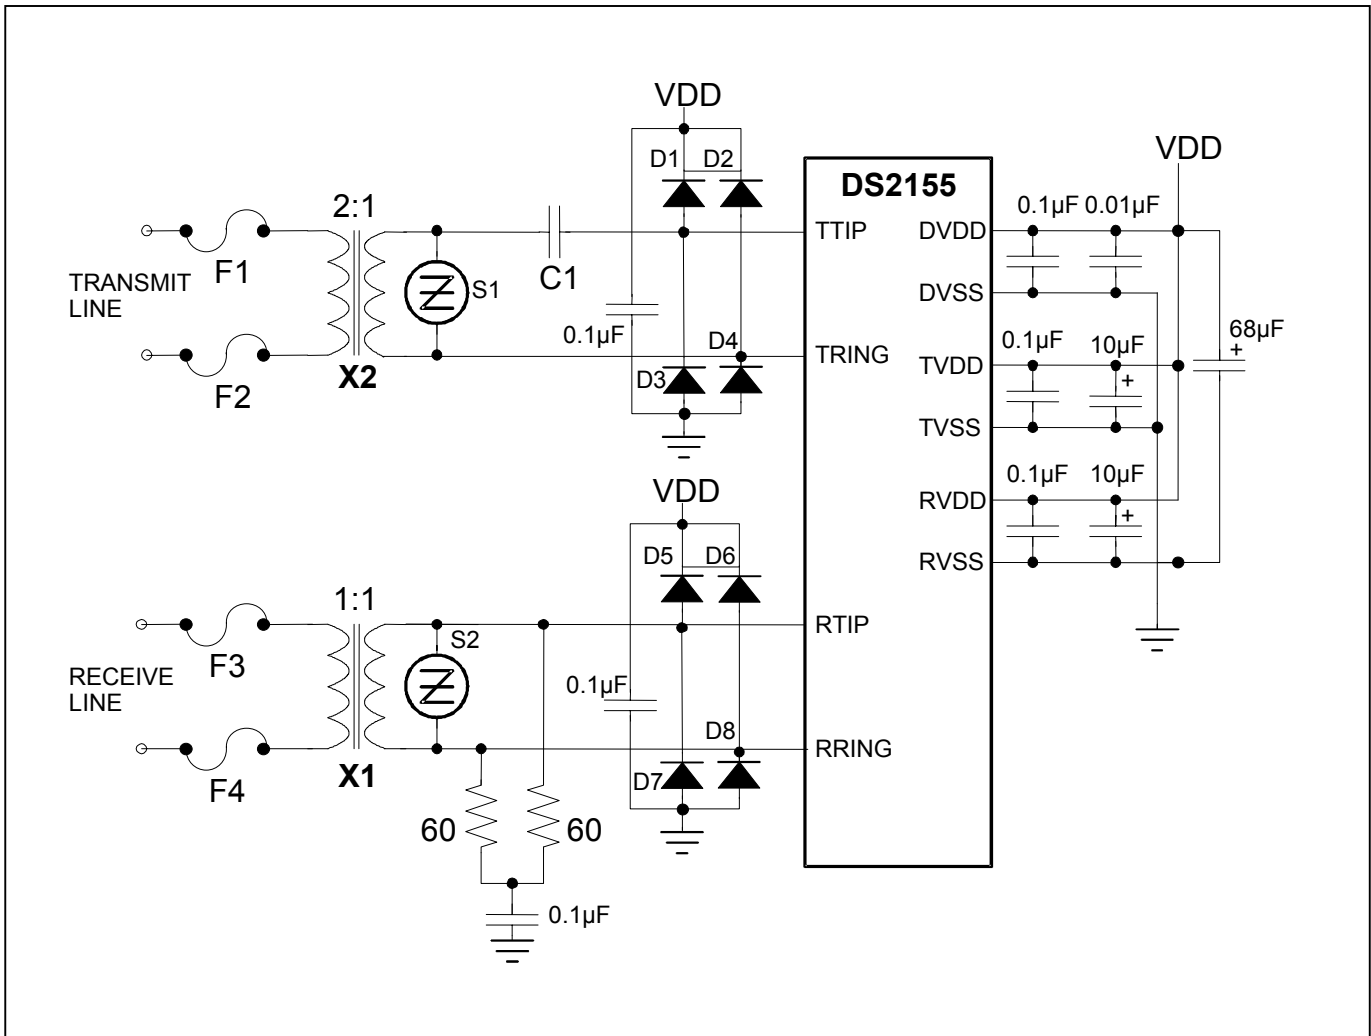 VDD
D1 D2
DS2155
VDD
2:1
TTIP
DVDD
0.1µF 0.01µF
F1
TRANSMIT
LINE
S1
C1
DVSS
0.1µF
D4
TRING
0.1µF 10µF
68µF
+
X2
D3
TVDD
+
F2
TVSS
VDD
0.1µF 10µF
RVDD
+
D5 D6
RVSS
1:1
S2
RTIP
F3
RECEIVE
LINE
0.1µF
D8
RRING
X1
D7
F4
60 60
0.1µF